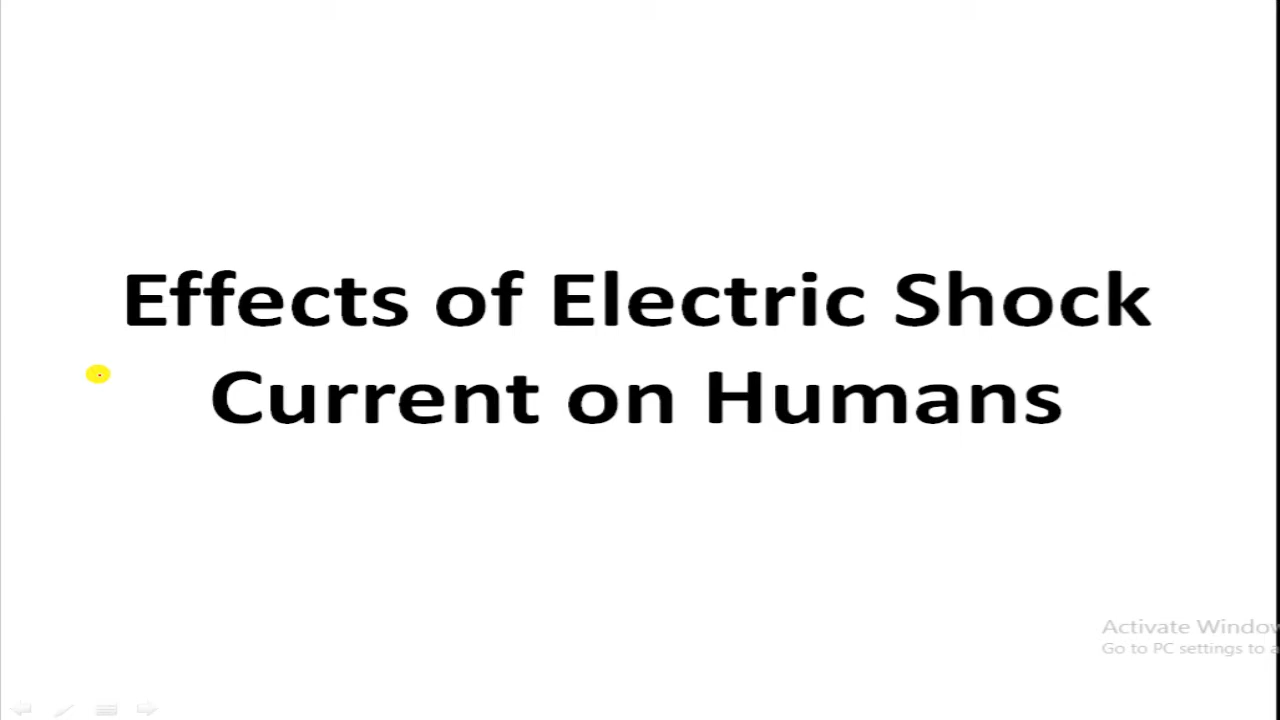 Effects of Electric Shock
Current on Humans
Activate Window
Go to PC settings to a